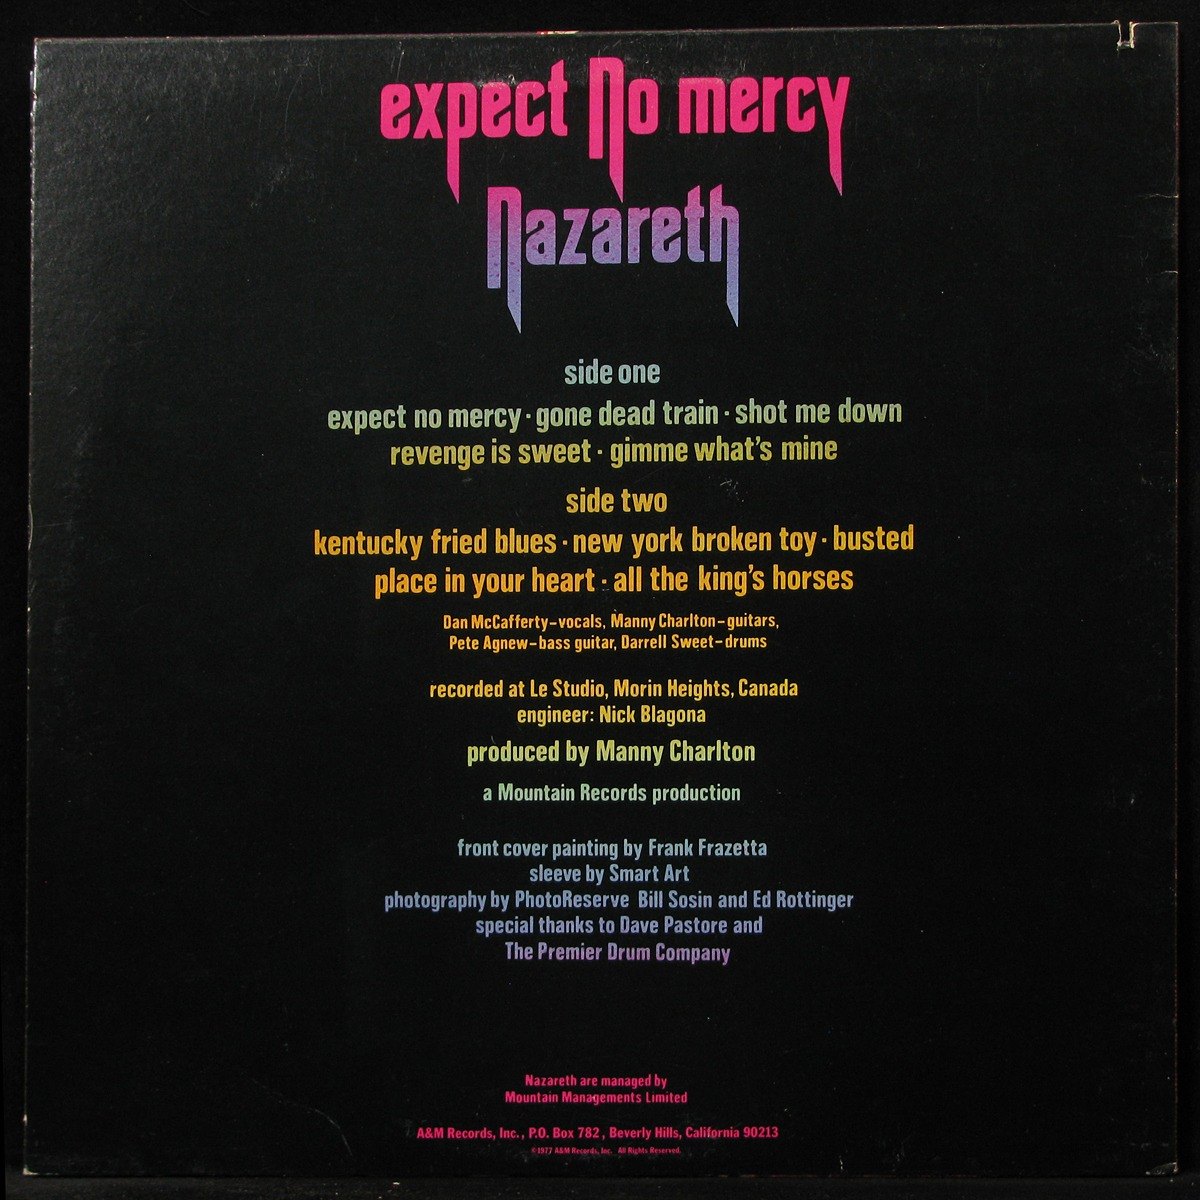 expect no mercy
Nazareth
side one
expect no mercy · gone dead train · shot me down
revenge is sweet · gimme what's mine
side two
kentucky fried blues · new york broken toy · busted
place in your heart · all the king's horses
Dan McCafferty–vocals, Manny Charlton–guitars,
Pete Agnew–bass guitar, Darrell Sweet–drums
recorded at Le Studio, Morin Heights, Canada
engineer: Nick Blagona
produced by Manny Charlton
a Mountain Records production
front cover painting by Frank Frazetta
sleeve by Smart Art
photography by PhotoReserve Bill Sosin and Ed Rottinger
special thanks to Dave Pastore and
The Premier Drum Company
Nazareth are managed by
Mountain Managements Limited
A&M Records, Inc., P.O. Box 782, Beverly Hills, California 90213
©1977 A&M Records, Inc. All Rights Reserved.